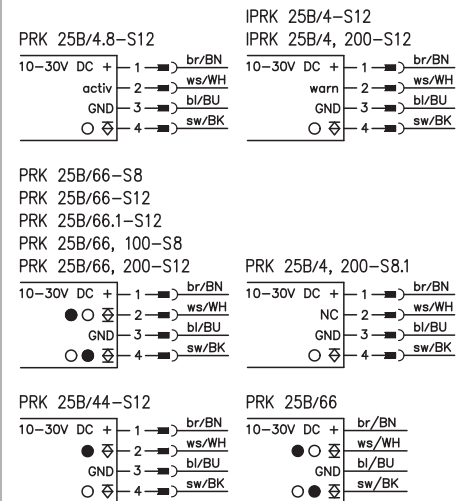 PRK 25B/4.8-S12
10-30V DC + 1 br/BN
activ 2 ws/WH
GND 3 bl/BU
4 sw/BK
IPRK 25B/4-S12
IPRK 25B/4, 200-S12
10-30V DC + 1 br/BN
warn 2 ws/WH
GND 3 bl/BU
4 sw/BK
PRK 25B/66-S8
PRK 25B/66-S12
PRK 25B/66.1-S12
PRK 25B/66, 100-S8
PRK 25B/66, 200-S12
10-30V DC + 1 br/BN
2 ws/WH
GND 3 bl/BU
4 sw/BK
PRK 25B/4, 200-S8.1
10-30V DC + 1 br/BN
NC 2 ws/WH
GND 3 bl/BU
4 sw/BK
PRK 25B/44-S12
10-30V DC + 1 br/BN
2 ws/WH
GND 3 bl/BU
4 sw/BK
PRK 25B/66
10-30V DC + br/BN
ws/WH
GND bl/BU
sw/BK